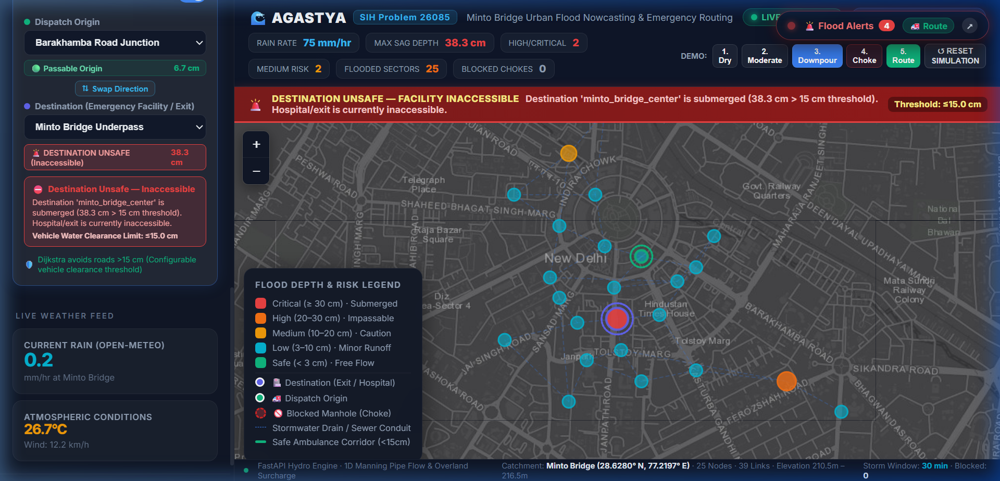 Dispatch Origin
Barakhamba Road Junction
Passable Origin 6.7 cm
⇅ Swap Direction
Destination (Emergency Facility / Exit)
Minto Bridge Underpass
DESTINATION UNSAFE
(Inaccessible)
38.3
cm
Destination Unsafe — Inaccessible
Destination 'minto_bridge_center' is
submerged (38.3 cm > 15 cm threshold).
Hospital/exit is currently inaccessible.
Vehicle Water Clearance Limit: ≤15.0 cm
Dijkstra avoids roads >15 cm (Configurable
vehicle clearance threshold)
LIVE WEATHER FEED
CURRENT RAIN (OPEN-METEO)
0.2
mm/hr at Minto Bridge
ATMOSPHERIC CONDITIONS
26.7°C
Wind: 12.2 km/h
AGASTYA
SIH Problem 26085
Minto Bridge Urban Flood Nowcasting & Emergency Routing
LIVE
Flood Alerts 4
Route
↗
RAIN RATE 75 mm/hr
MAX SAG DEPTH 38.3 cm
HIGH/CRITICAL 2
MEDIUM RISK 2
FLOODED SECTORS 25
BLOCKED CHOKES 0
DEMO:
1.
Dry
2.
Moderate
3.
Downpour
4.
Choke
5.
Route
↺ RESET
SIMULATION
DESTINATION UNSAFE — FACILITY INACCESSIBLE Destination 'minto_bridge_center' is submerged (38.3 cm > 15 cm threshold).
Hospital/exit is currently inaccessible.
Threshold: ≤15.0 cm
+
−
PESHWA ROAD
Telegraph
Place
INDIRA CHOWK
ROAD
RANJEET SINGH
Govt. Railway
Quarters
SHAHEED BHAGAT SINGH MARG
MANDIR MARG
Raja Bazar
Square
Central
MAHARAJA
DEEN DAYAL UPADHAYA MARG
National
Bal
Bhawan
New Delhi
Mata Sundri
Railway
Colony
Diz
ea-Sector 4
Hindustan
Times House
BARAKHAMBA ROAD
SANSAD MARG
JAI SINGH ROAD
Tolstoy Marg
Janpath
TOLSTOY MARG
ASHOKA ROAD
SIKANDRA ROAD
JANPATH ROAD
FEROZSHAH ROAD
BHAGWAN DAS ROAD
ROAD
FLOOD DEPTH & RISK LEGEND
Critical (≥ 30 cm) · Submerged
High (20–30 cm) · Impassable
Medium (10–20 cm) · Caution
Low (3–10 cm) · Minor Runoff
Safe (< 3 cm) · Free Flow
Destination (Exit / Hospital)
Dispatch Origin
Blocked Manhole (Choke)
Stormwater Drain / Sewer Conduit
Safe Ambulance Corridor (<15cm)
FastAPI Hydro Engine · 1D Manning Pipe Flow & Overland
Surcharge
Catchment: Minto Bridge (28.6280° N, 77.2197° E) · 25 Nodes · 39 Links · Elevation 210.5m –
216.5m
Storm Window: 30 min · Blocked:
0